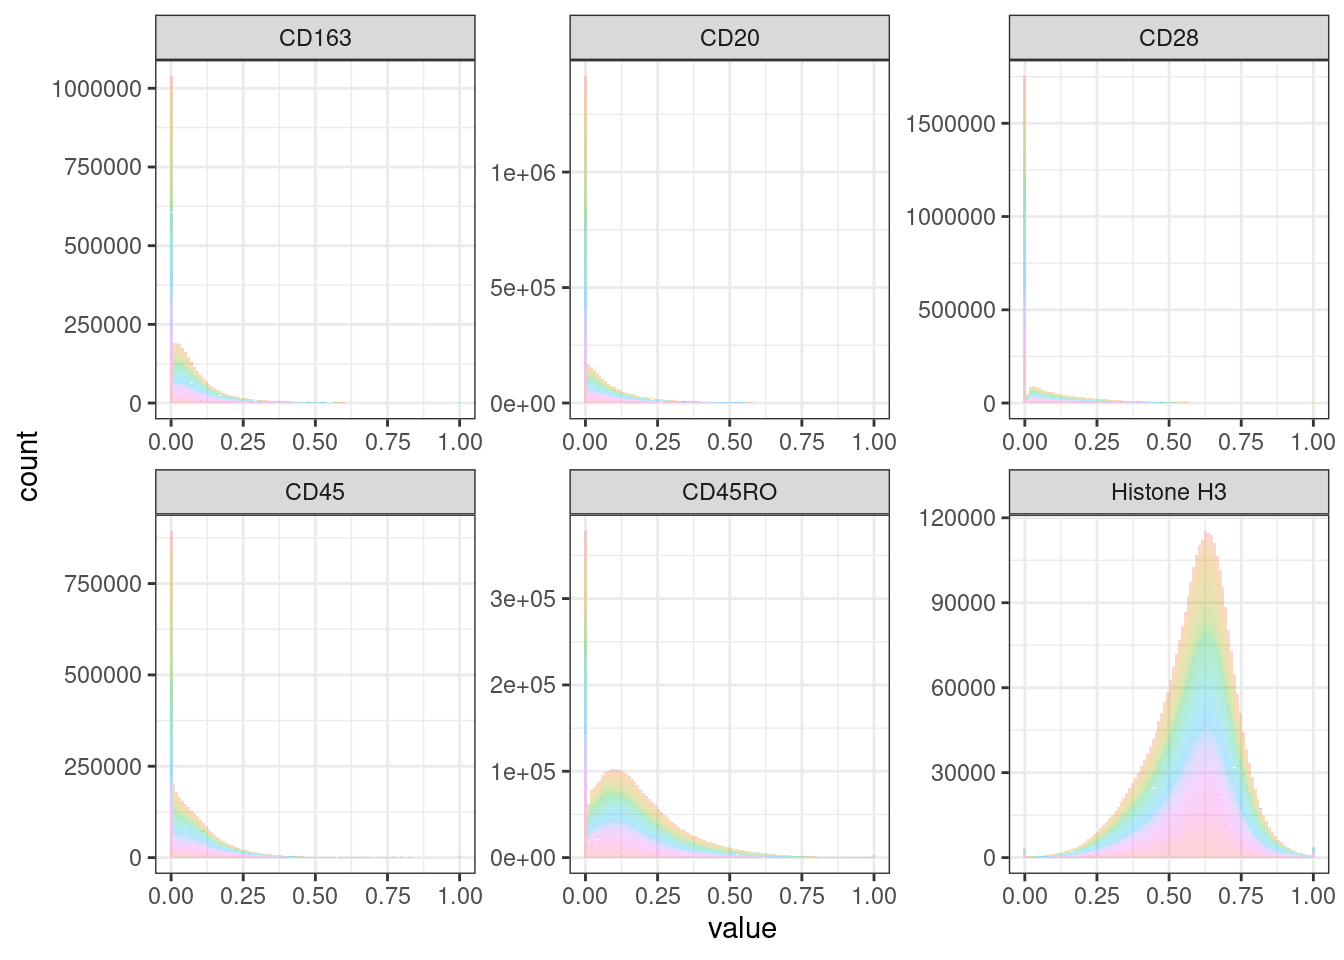 CD163
CD20
CD28
1000000
750000
500000
250000
0
1e+06
5e+05
0e+00
1500000
1000000
500000
0
0.00 0.25 0.50 0.75 1.00
0.00 0.25 0.50 0.75 1.00
0.00 0.25 0.50 0.75 1.00
count
CD45
CD45RO
Histone H3
750000
500000
250000
0
3e+05
2e+05
1e+05
0e+00
120000
90000
60000
30000
0
0.00 0.25 0.50 0.75 1.00
0.00 0.25 0.50 0.75 1.00
0.00 0.25 0.50 0.75 1.00
value